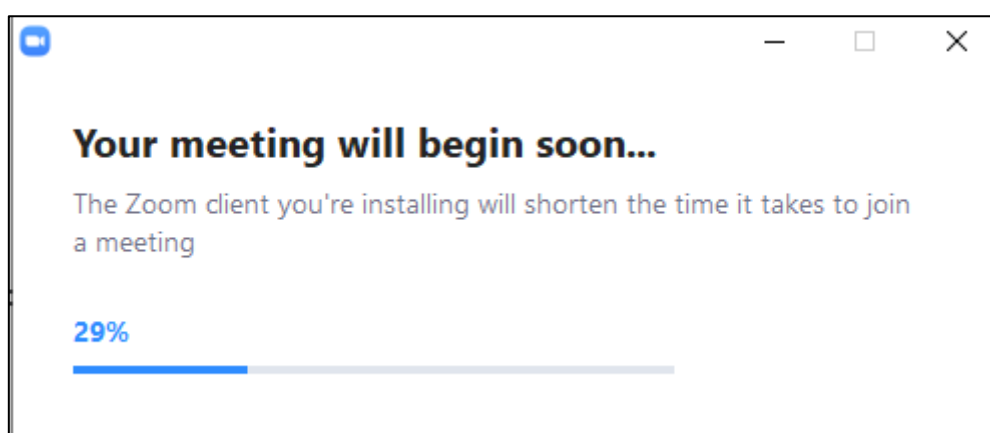 Your meeting will begin soon...
The Zoom client you're installing will shorten the time it takes to join
a meeting
29%